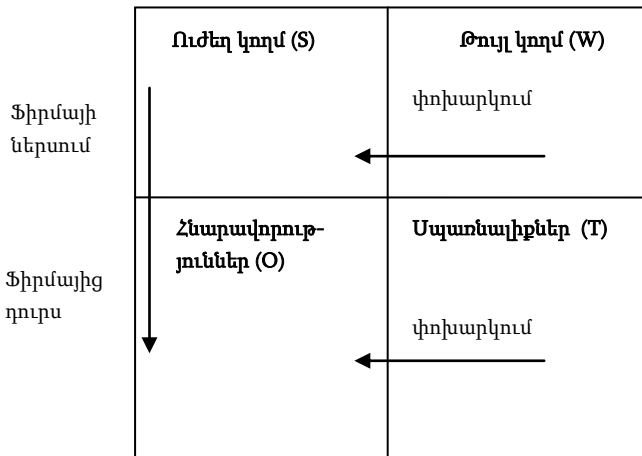 Ուժեղ կողմ (S)
Թույլ կողմ (W)
Ֆիրմայի
ներսում
փոխարկում
Հնարավորութ-
յուններ (O)
Սպառնալիքներ (T)
Ֆիրմայից
դուրս
փոխարկում